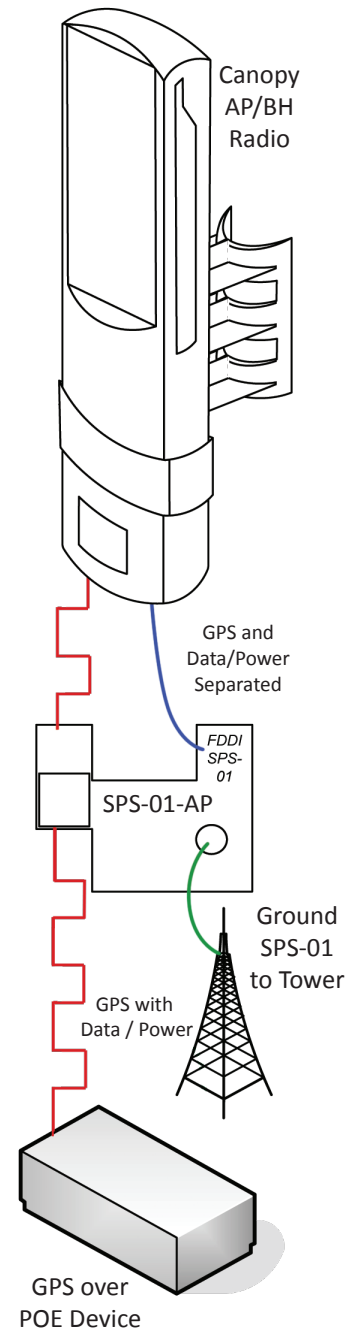 Canopy
AP/BH
Radio
GPS and
Data/Power
Separated
FDDI
SPS-
01
SPS-01-AP
Ground
SPS-01
to Tower
GPS with
Data / Power
GPS over
POE Device